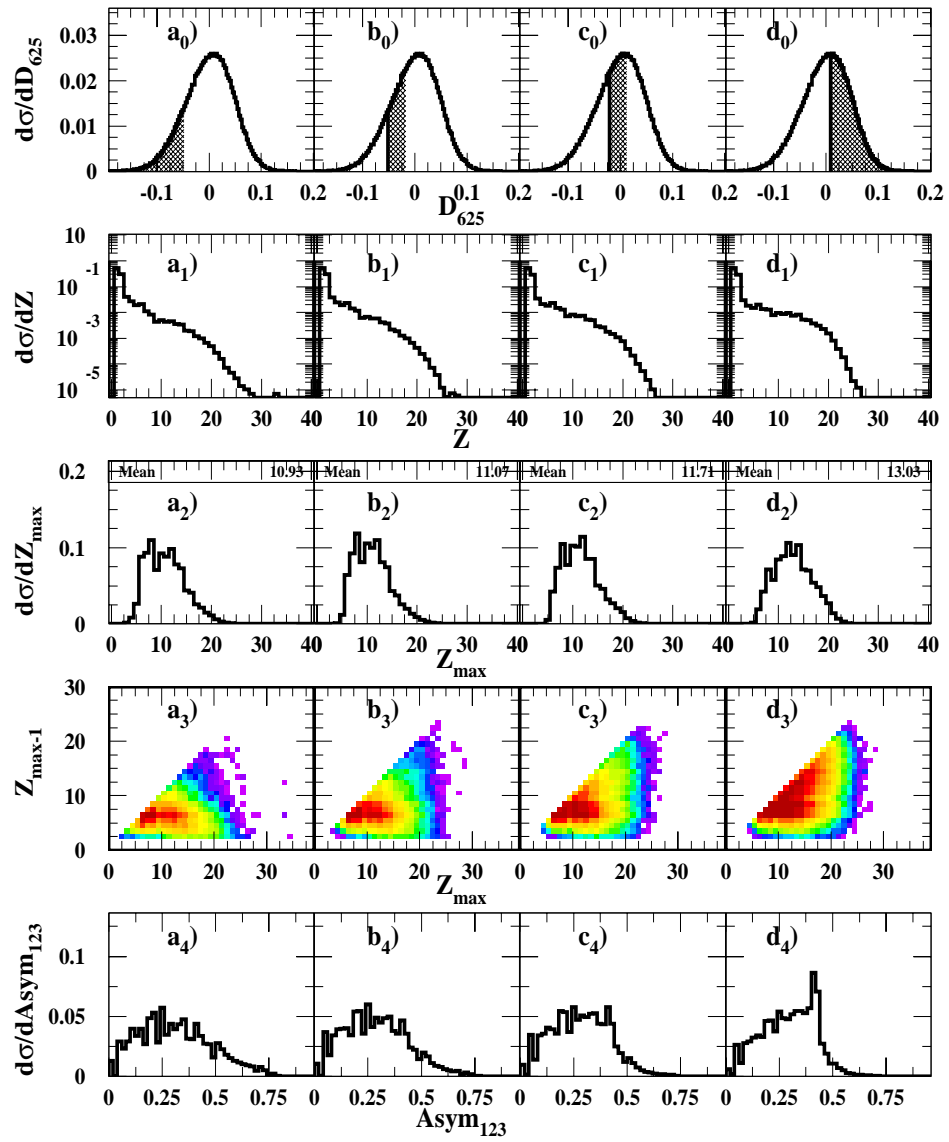 dσ/dD₆₂₅
0.03
0.02
0.01
0
a₀) b₀) c₀) d₀)
-0.1 0 0.1 -0.1 0 0.1 -0.1 0 0.1 -0.1 0 0.1 0.2
D₆₂₅
dσ/dZ
10
-1
10
-3
10
-5
10
a₁) b₁) c₁) d₁)
0 10 20 30 40 10 20 30 40 10 20 30 40 10 20 30 40
Z
dσ/dZmax
0.2
0.1
0
Mean 10.93 Mean 11.07 Mean 11.71 Mean 13.03
a₂) b₂) c₂) d₂)
0 10 20 30 0 10 20 30 0 10 20 30 0 10 20 30 40
Zmax
Zmax-1
30
20
10
0
a₃) b₃) c₃) d₃)
0 10 20 30 0 10 20 30 0 10 20 30 0 10 20 30
Zmax
dσ/dAsym₁₂₃
0.1
0.05
0
a₄) b₄) c₄) d₄)
0 0.25 0.5 0.75 0 0.25 0.5 0.75 0 0.25 0.5 0.75 0 0.25 0.5 0.75
Asym₁₂₃